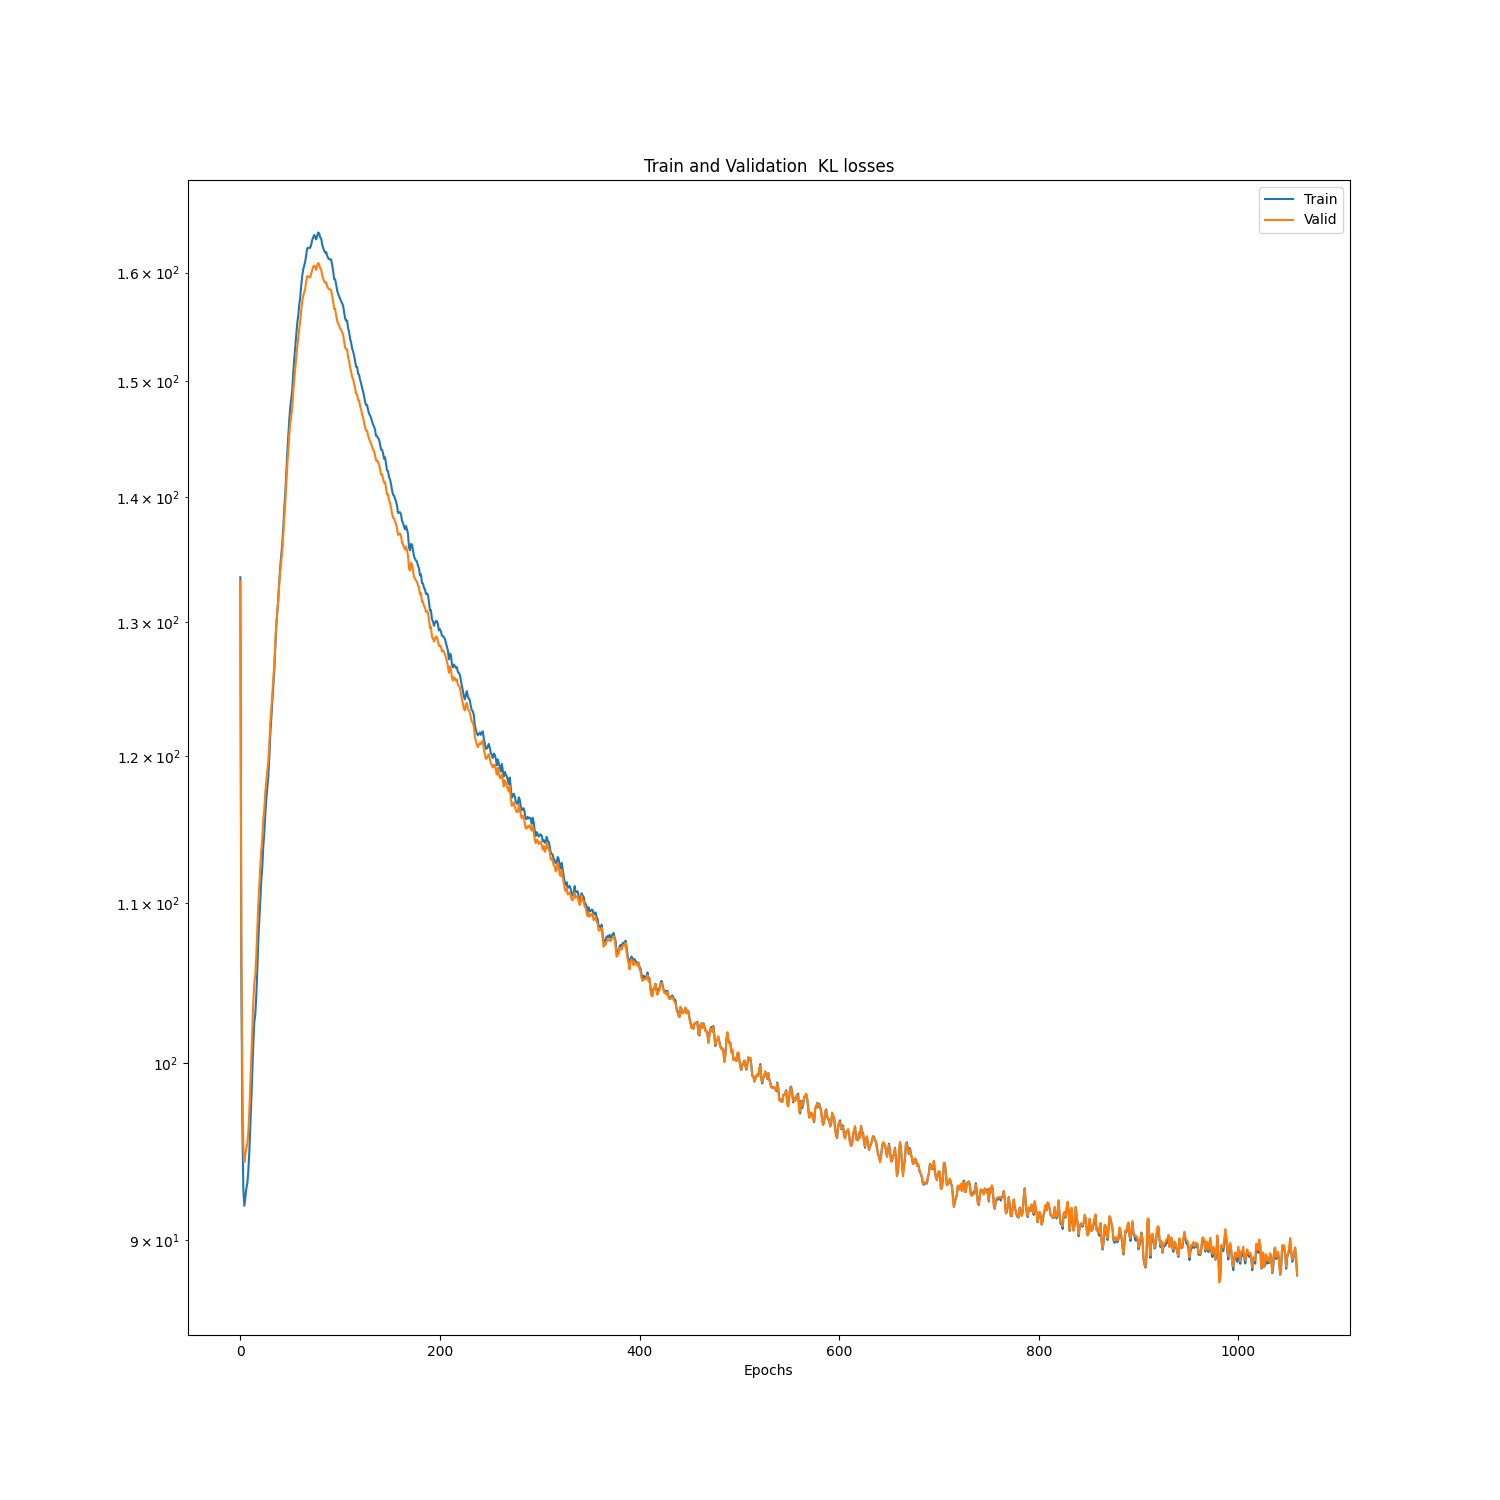 Train and Validation  KL losses
Train
Valid
1.6 × 10²
1.5 × 10²
1.4 × 10²
1.3 × 10²
1.2 × 10²
1.1 × 10²
10²
9 × 10¹
0 200 400 600 800 1000
Epochs